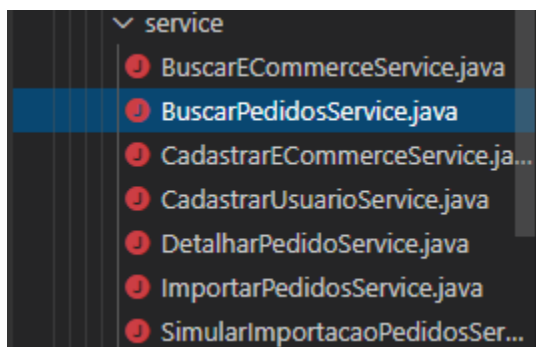 service
J BuscarECommerceService.java
J BuscarPedidosService.java
J CadastrarECommerceService.ja...
J CadastrarUsuarioService.java
J DetalharPedidoService.java
J ImportarPedidosService.java
J SimularImportacaoPedidosSer...